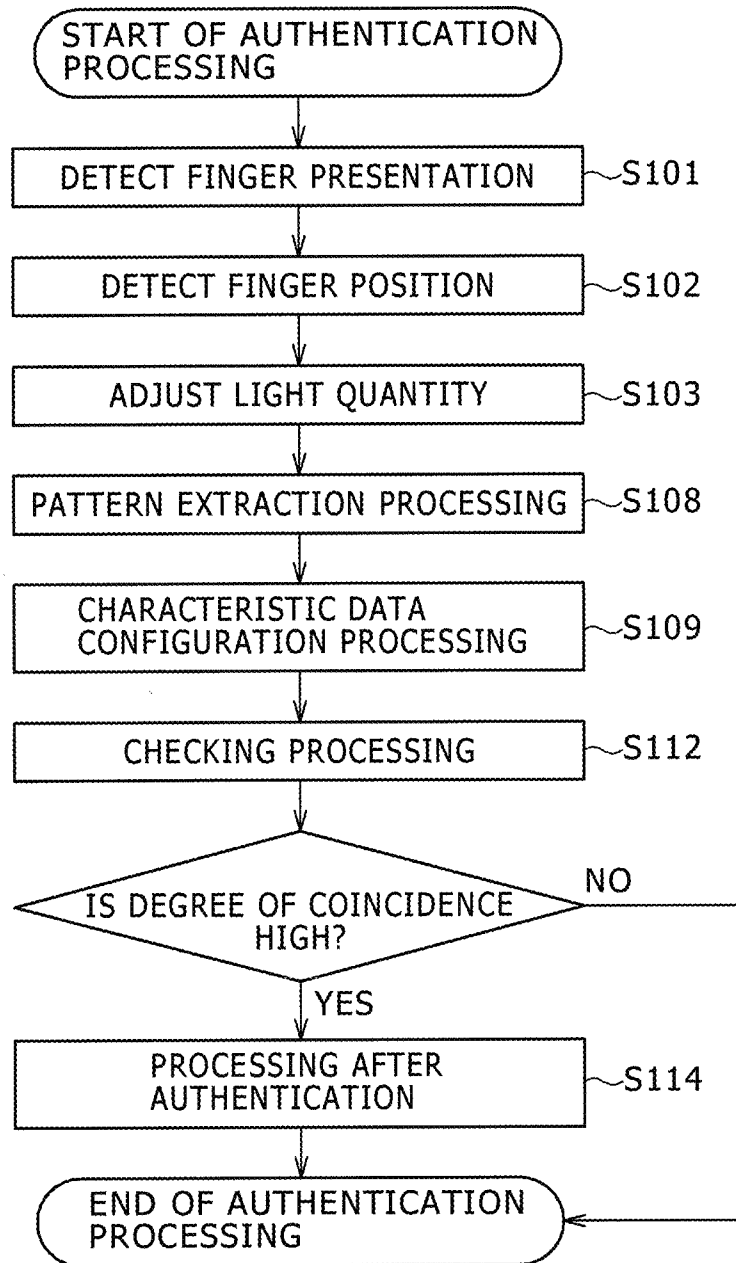 START OF AUTHENTICATION
PROCESSING
DETECT FINGER PRESENTATION
S101
DETECT FINGER POSITION
S102
ADJUST LIGHT QUANTITY
S103
PATTERN EXTRACTION PROCESSING
S108
CHARACTERISTIC DATA
CONFIGURATION PROCESSING
S109
CHECKING PROCESSING
S112
IS DEGREE OF COINCIDENCE
HIGH?
NO
YES
PROCESSING AFTER
AUTHENTICATION
S114
END OF AUTHENTICATION
PROCESSING